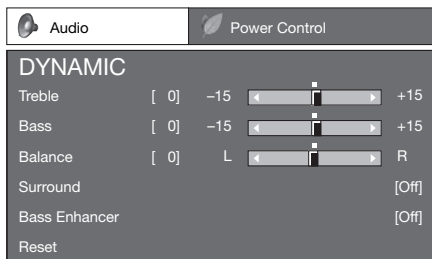 Audio Power Control
DYNAMIC
Treble [ 0] –15 +15
Bass [ 0] –15 +15
Balance [ 0] L R
Surround [Off]
Bass Enhancer [Off]
Reset